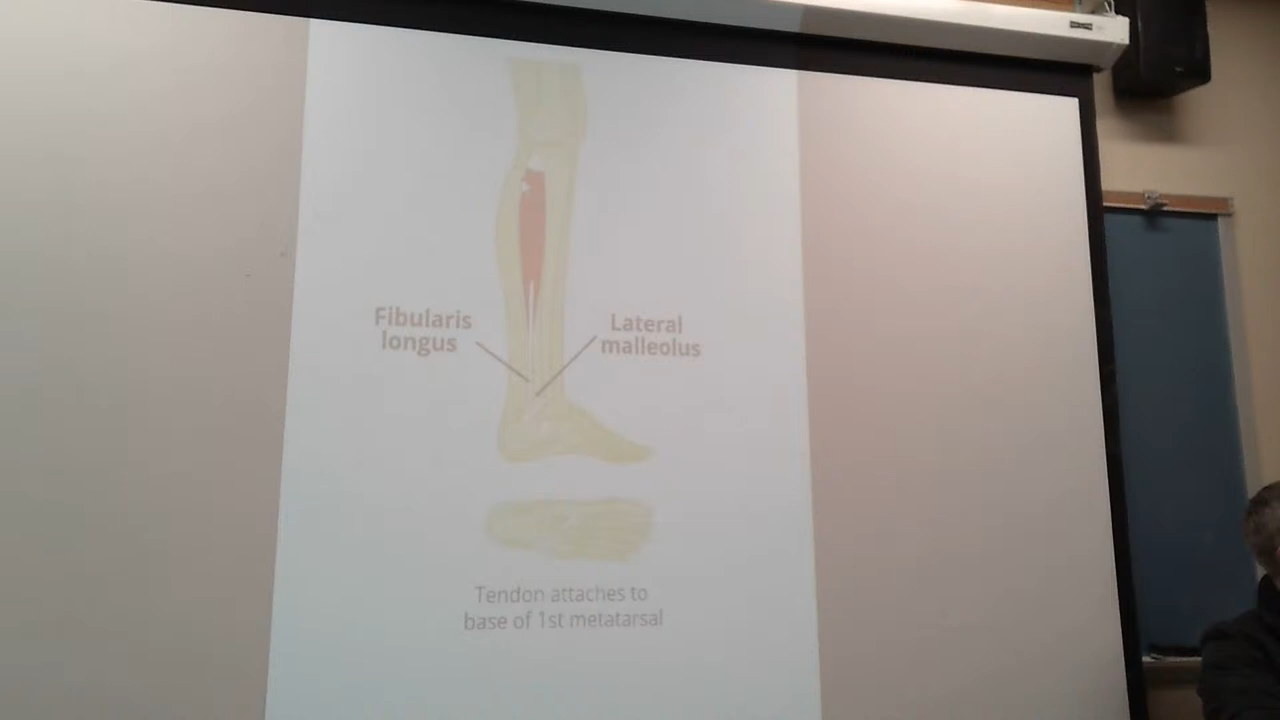 Fibularis
longus
Lateral
malleolus
Tendon attaches to
base of 1st metatarsal